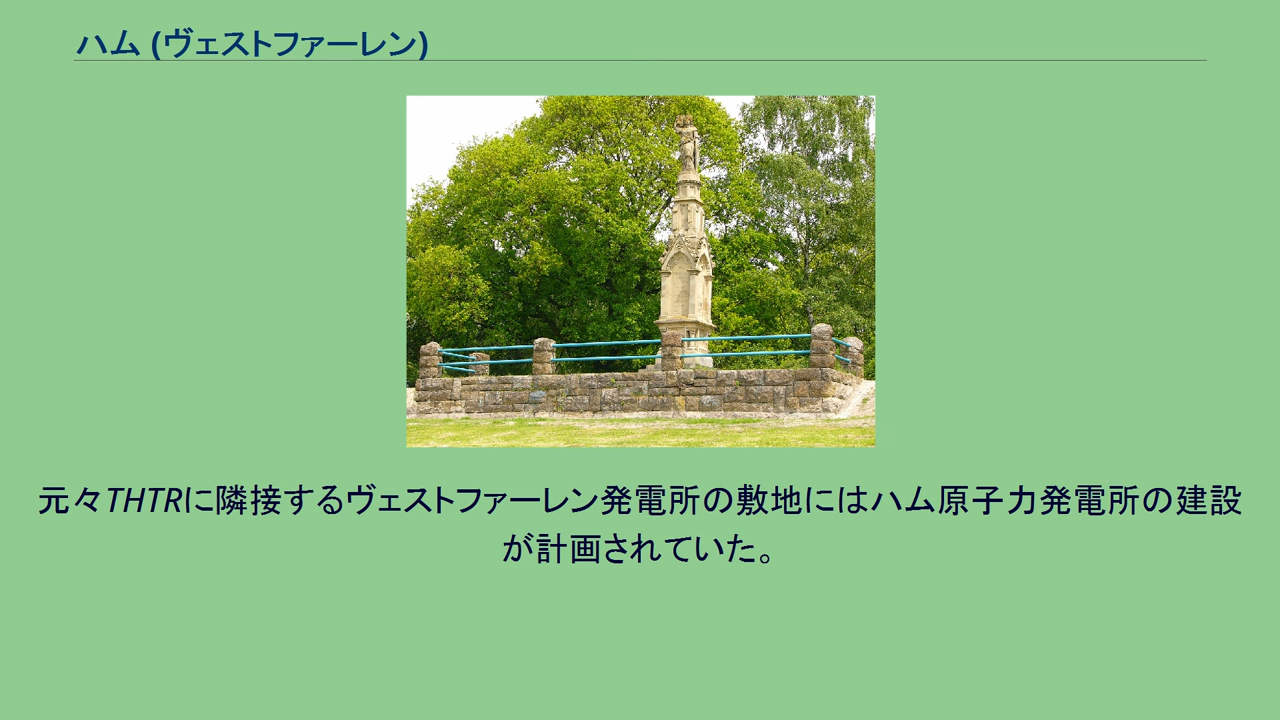 ハム (ヴェストファーレン)
元々THTRに隣接するヴェストファーレン発電所の敷地にはハム原子力発電所の建設
が計画されていた。